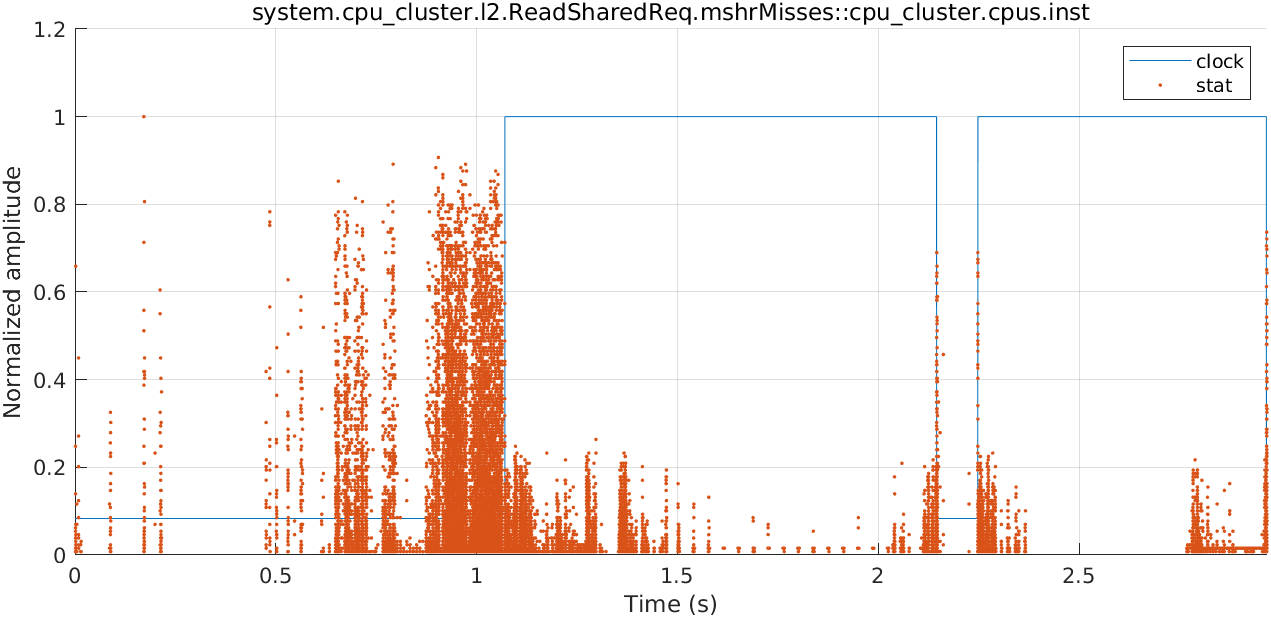 system.cpu_cluster.l2.ReadSharedReq.mshrMisses::cpu_cluster.cpus.inst
1.2
1
0.8
0.6
0.4
0.2
0
Normalized amplitude
clock
stat
0 0.5 1 1.5 2 2.5
Time (s)